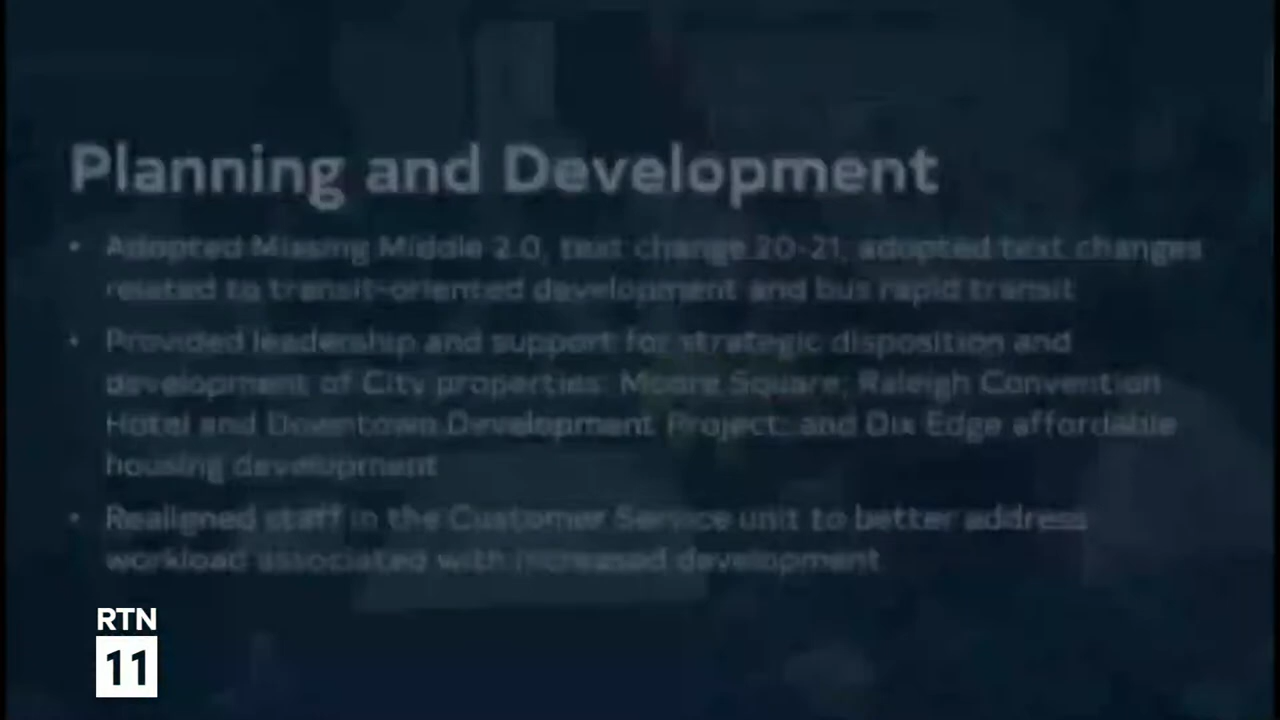 Planning and Development
• Adopted Missing Middle 2.0, text change 20-21, adopted text changes
related to transit-oriented development and bus rapid transit
• Provided leadership and support for strategic disposition and
development of City properties: Moore Square; Raleigh Convention
Hotel and Downtown Development Project; and Dix Edge affordable
housing development
• Realigned staff in the Customer Service unit to better address
workload associated with increased development
RTN
11